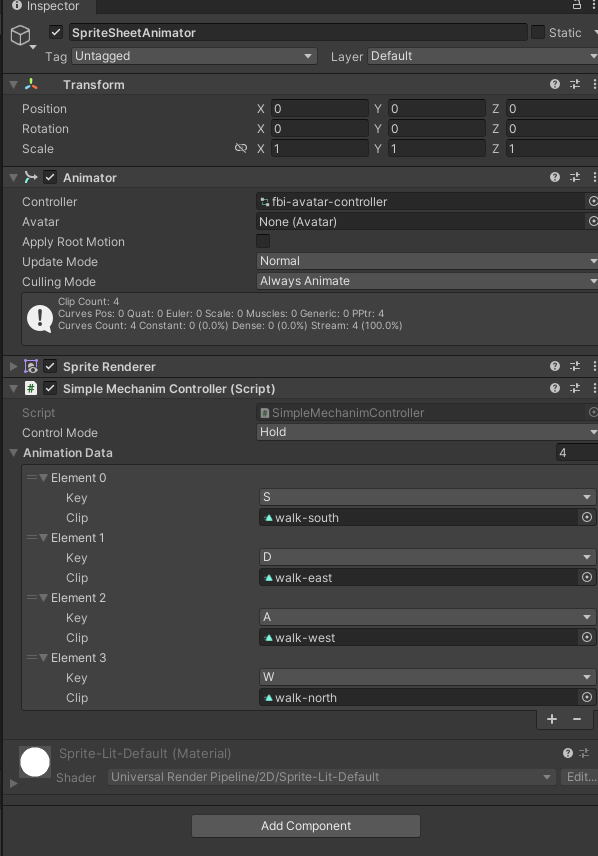 Inspector
SpriteSheetAnimator Static
Tag Untagged Layer Default
Transform
Position X 0 Y 0 Z 0
Rotation X 0 Y 0 Z 0
Scale X 1 Y 1 Z 1
Animator
Controller fbi-avatar-controller
Avatar None (Avatar)
Apply Root Motion
Update Mode Normal
Culling Mode Always Animate
Clip Count: 4
Curves Pos: 0 Quat: 0 Euler: 0 Scale: 0 Muscles: 0 Generic: 0 PPtr: 4
Curves Count: 4 Constant: 0 (0.0%) Dense: 0 (0.0%) Stream: 4 (100.0%)
Sprite Renderer
# Simple Mechanim Controller (Script)
Script # SimpleMechanimController
Control Mode Hold
Animation Data 4
Element 0
Key S
Clip walk-south
Element 1
Key D
Clip walk-east
Element 2
Key A
Clip walk-west
Element 3
Key W
Clip walk-north
+ −
Sprite-Lit-Default (Material)
Shader Universal Render Pipeline/2D/Sprite-Lit-Default Edit...
Add Component